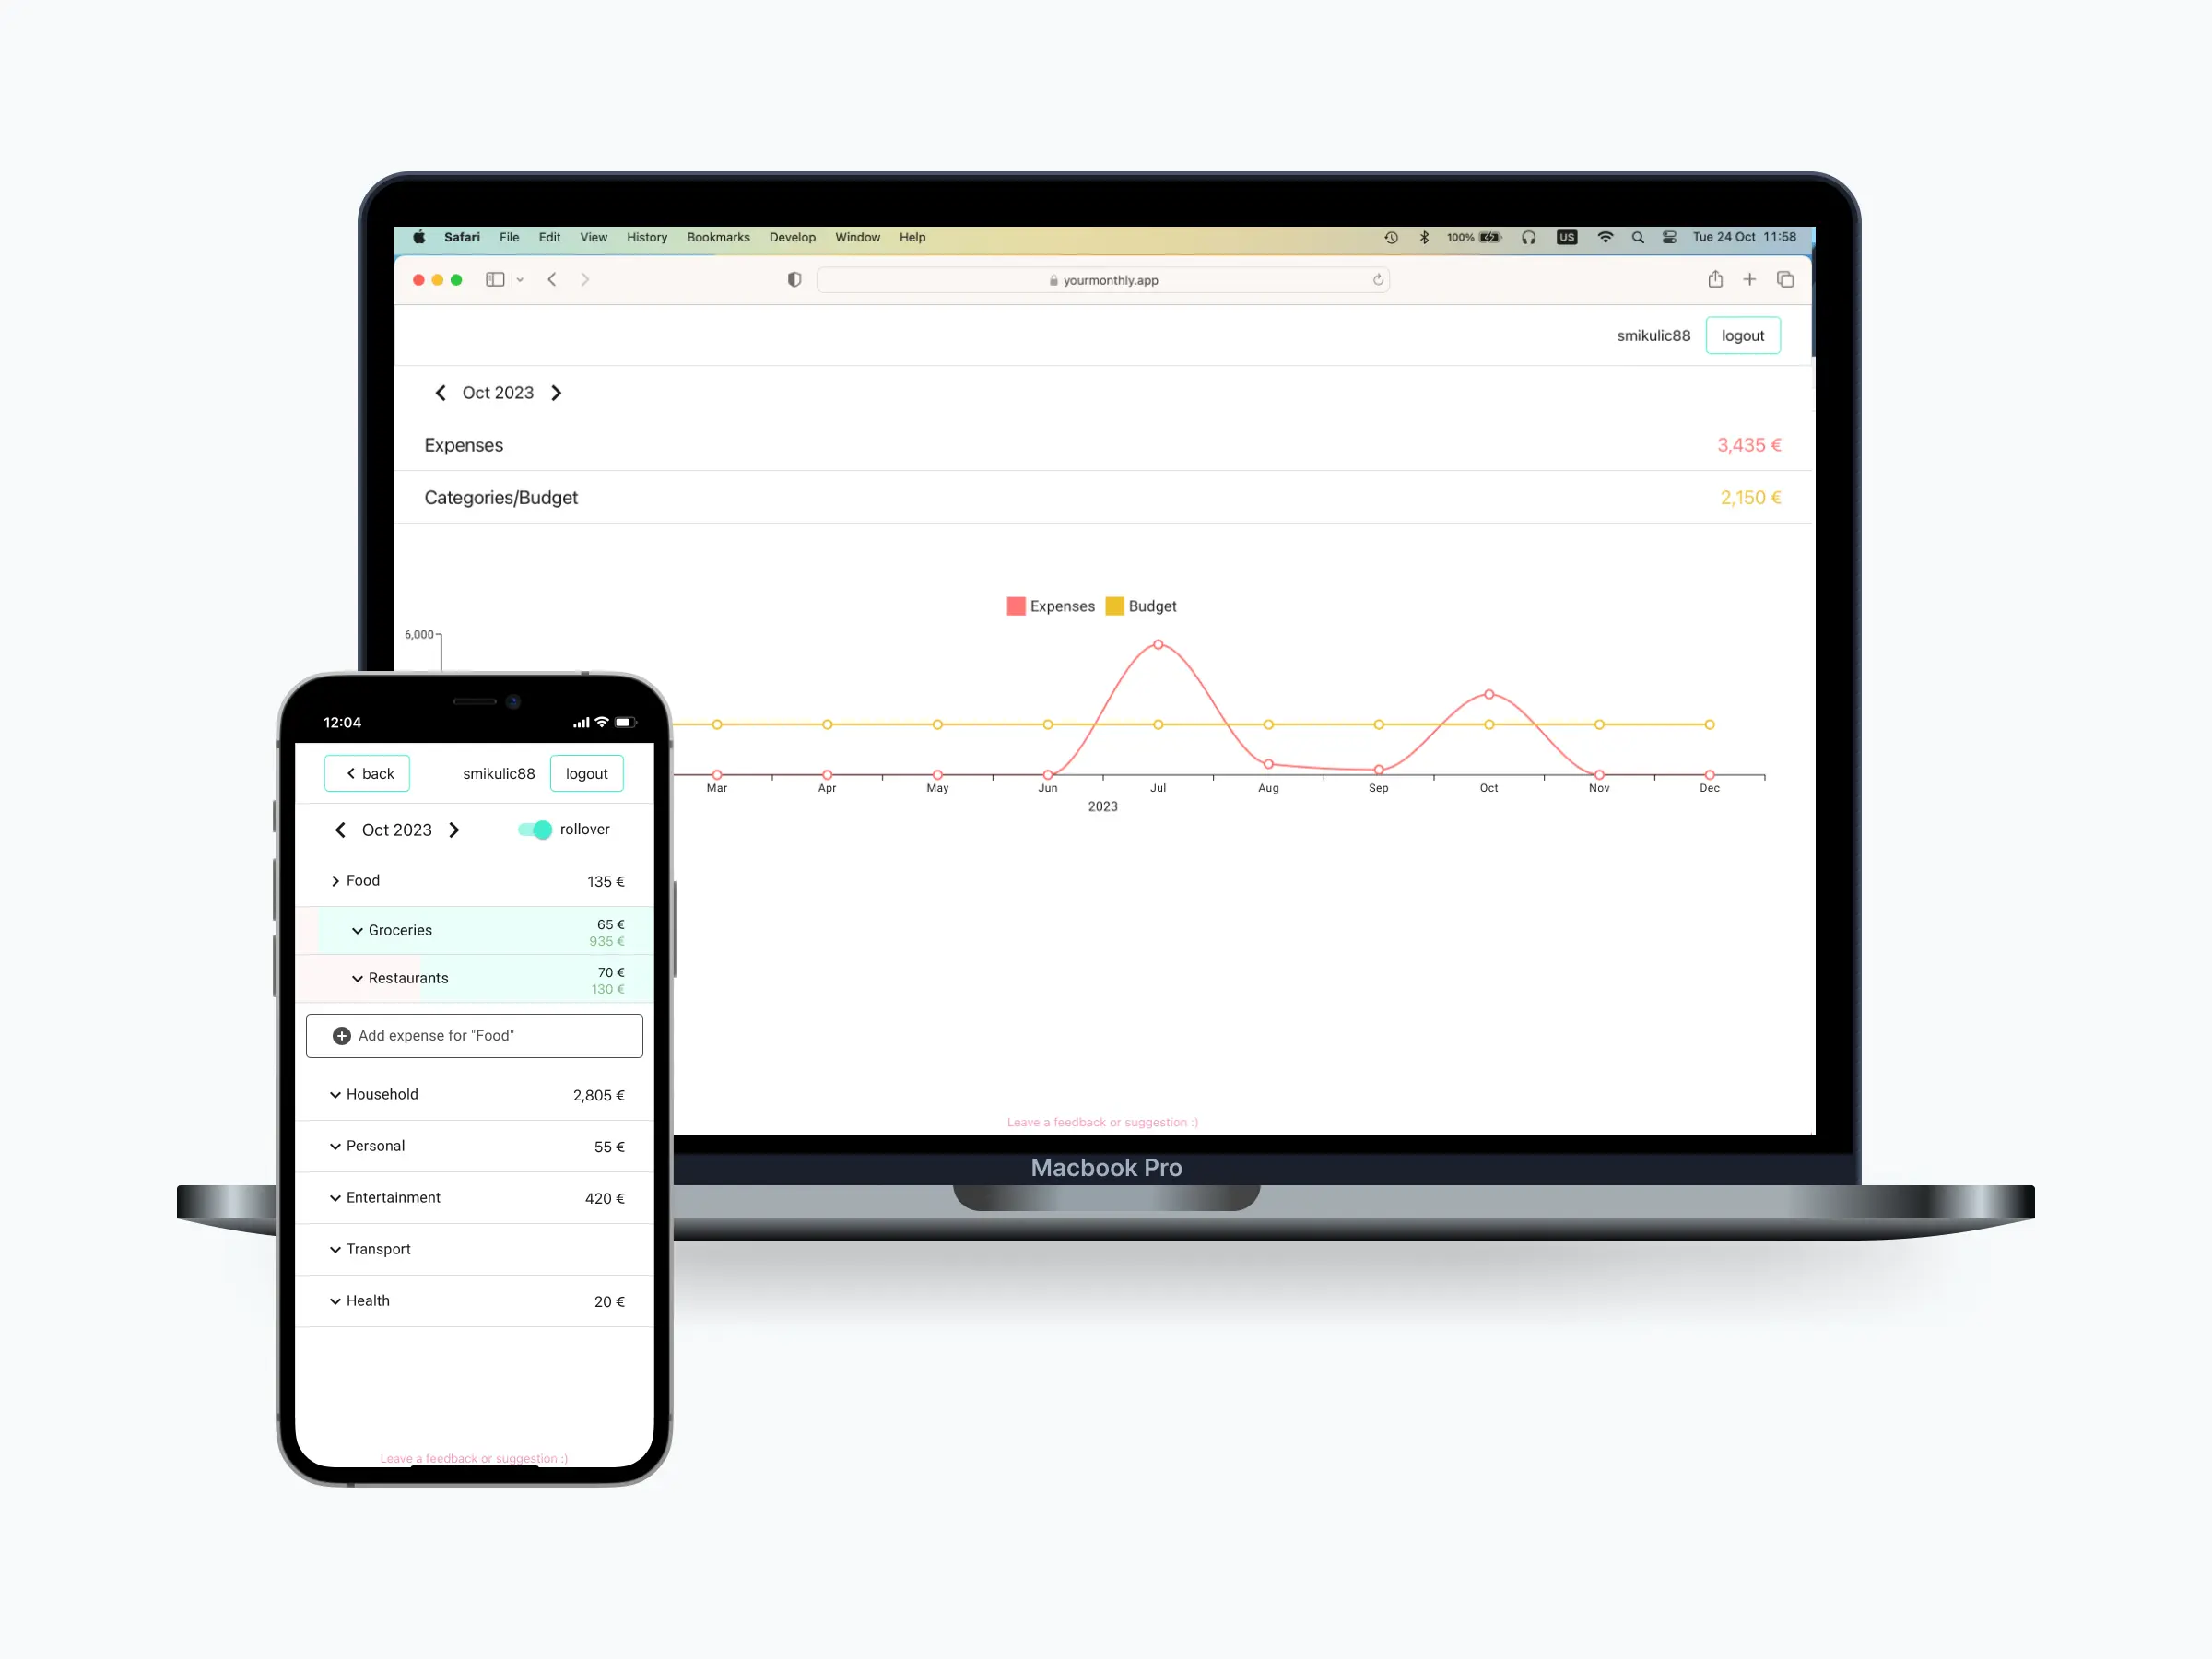 Safari File Edit View History Bookmarks Develop Window Help 100% US Tue 24 Oct 11:58
yourmonthly.app
smikulic88 logout
Oct 2023
Expenses 3,435 €
Categories/Budget 2,150 €
Expenses Budget
6,000
Mar Apr May Jun Jul Aug Sep Oct Nov Dec
2023
Leave a feedback or suggestion :)
Macbook Pro
12:04
back smikulic88 logout
Oct 2023 rollover
Food 135 €
Groceries 65 €
935 €
Restaurants 70 €
130 €
Add expense for "Food"
Household 2,805 €
Personal 55 €
Entertainment 420 €
Transport
Health 20 €
Leave a feedback or suggestion :)